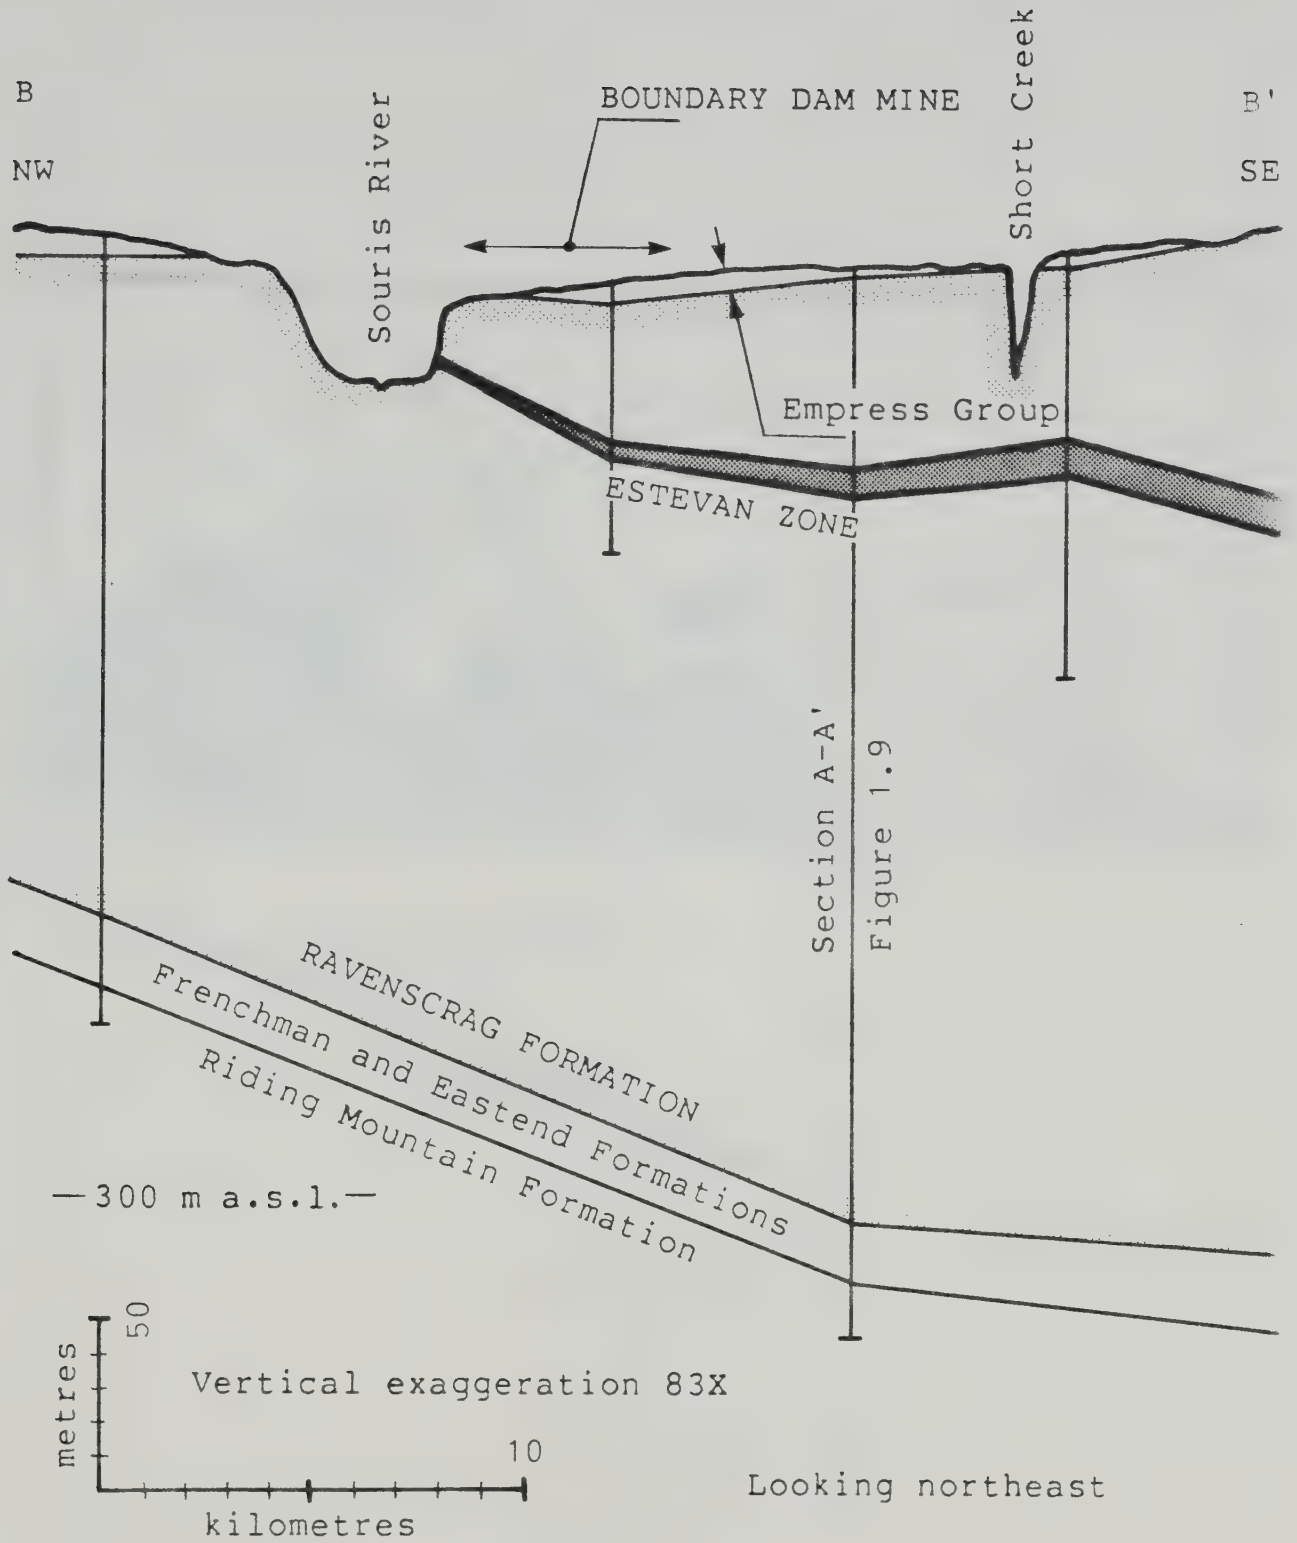 B
NW
Souris River
BOUNDARY DAM MINE
Short Creek
B'
SE
Empress Group
ESTEVAN ZONE
Section A-A'
Figure 1.9
RAVENSCRAG FORMATION
Frenchman and Eastend Formations
Riding Mountain Formation
—300 m a.s.l.—
50
metres
Vertical exaggeration 83X
10
kilometres
Looking northeast